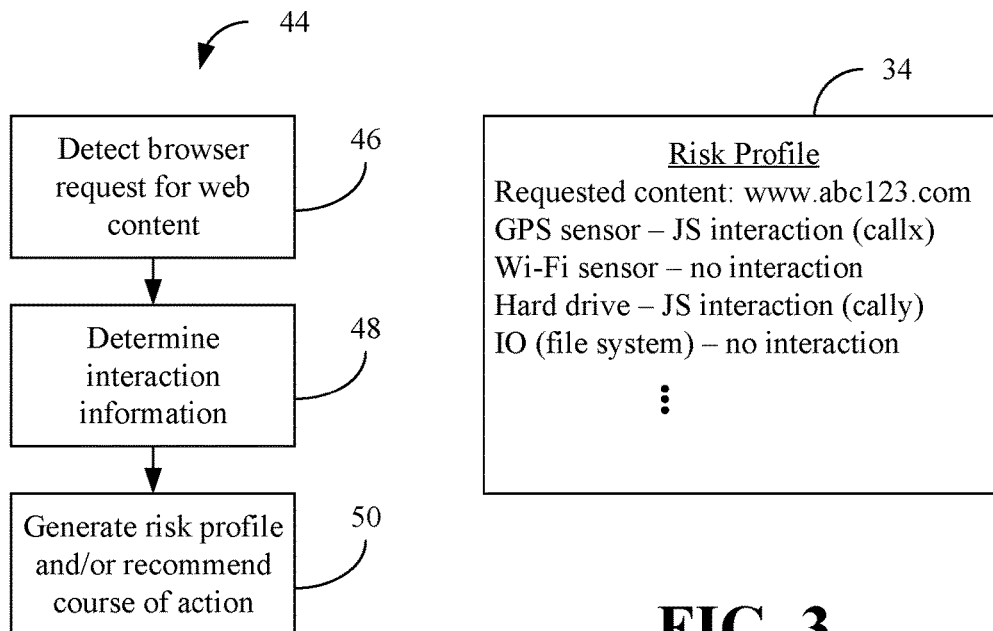 44
Detect browser
request for web
content
46
Determine
interaction
information
48
Generate risk profile
and/or recommend
course of action
50
34
Risk Profile
Requested content: www.abc123.com
GPS sensor – JS interaction (callx)
Wi-Fi sensor – no interaction
Hard drive – JS interaction (cally)
IO (file system) – no interaction
FIG. 3